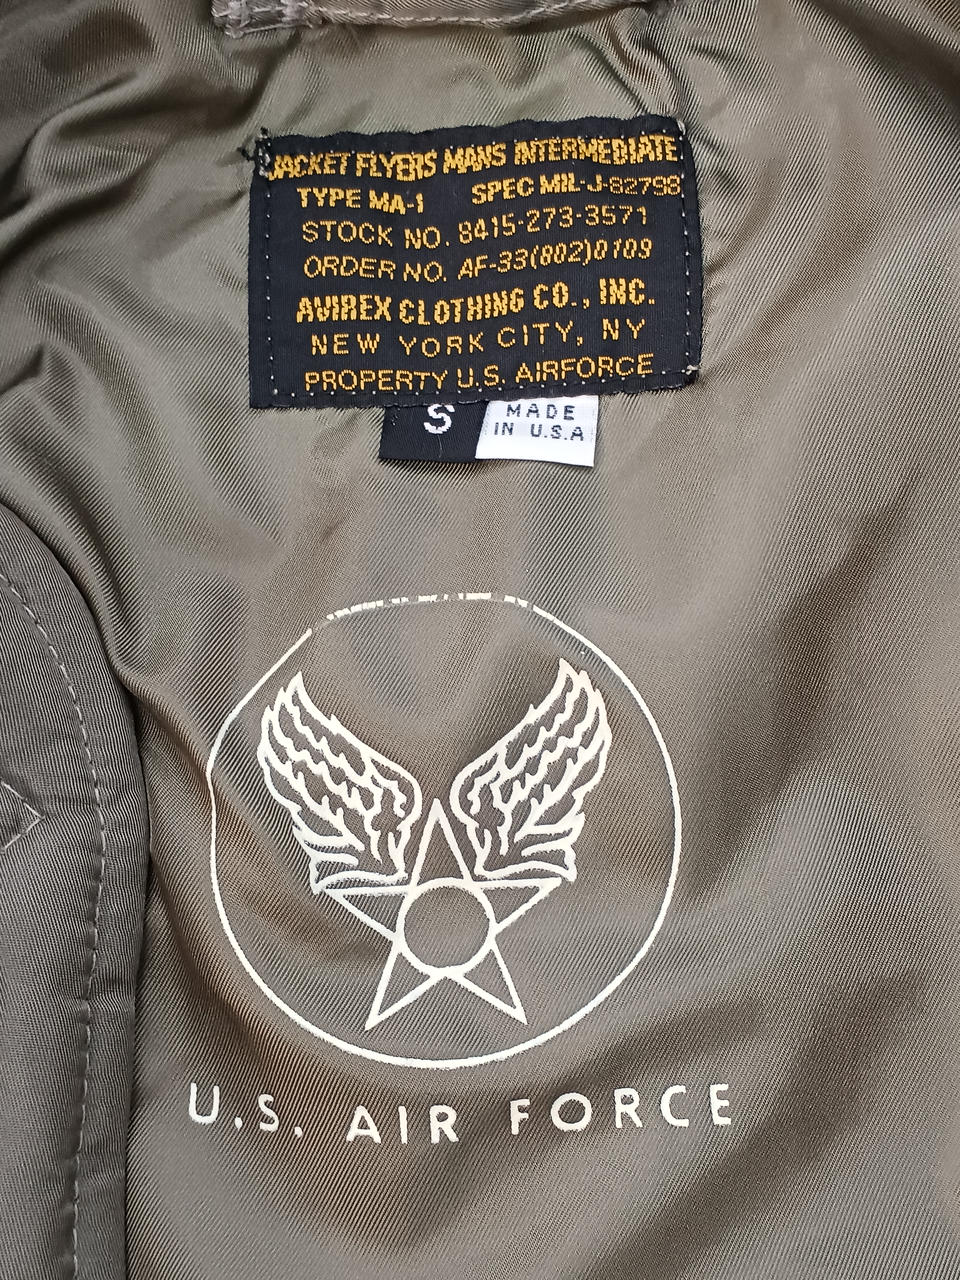 JACKET FLYERS MANS INTERMEDIATE
TYPE MA-1 SPEC MIL-J-82798
STOCK NO. 8415-273-3571
ORDER NO. AF-33(802)0109
AVIREX CLOTHING CO., INC.
NEW YORK CITY, NY
PROPERTY U.S. AIRFORCE
S
MADE
IN U.S.A
U.S. AIR FORCE